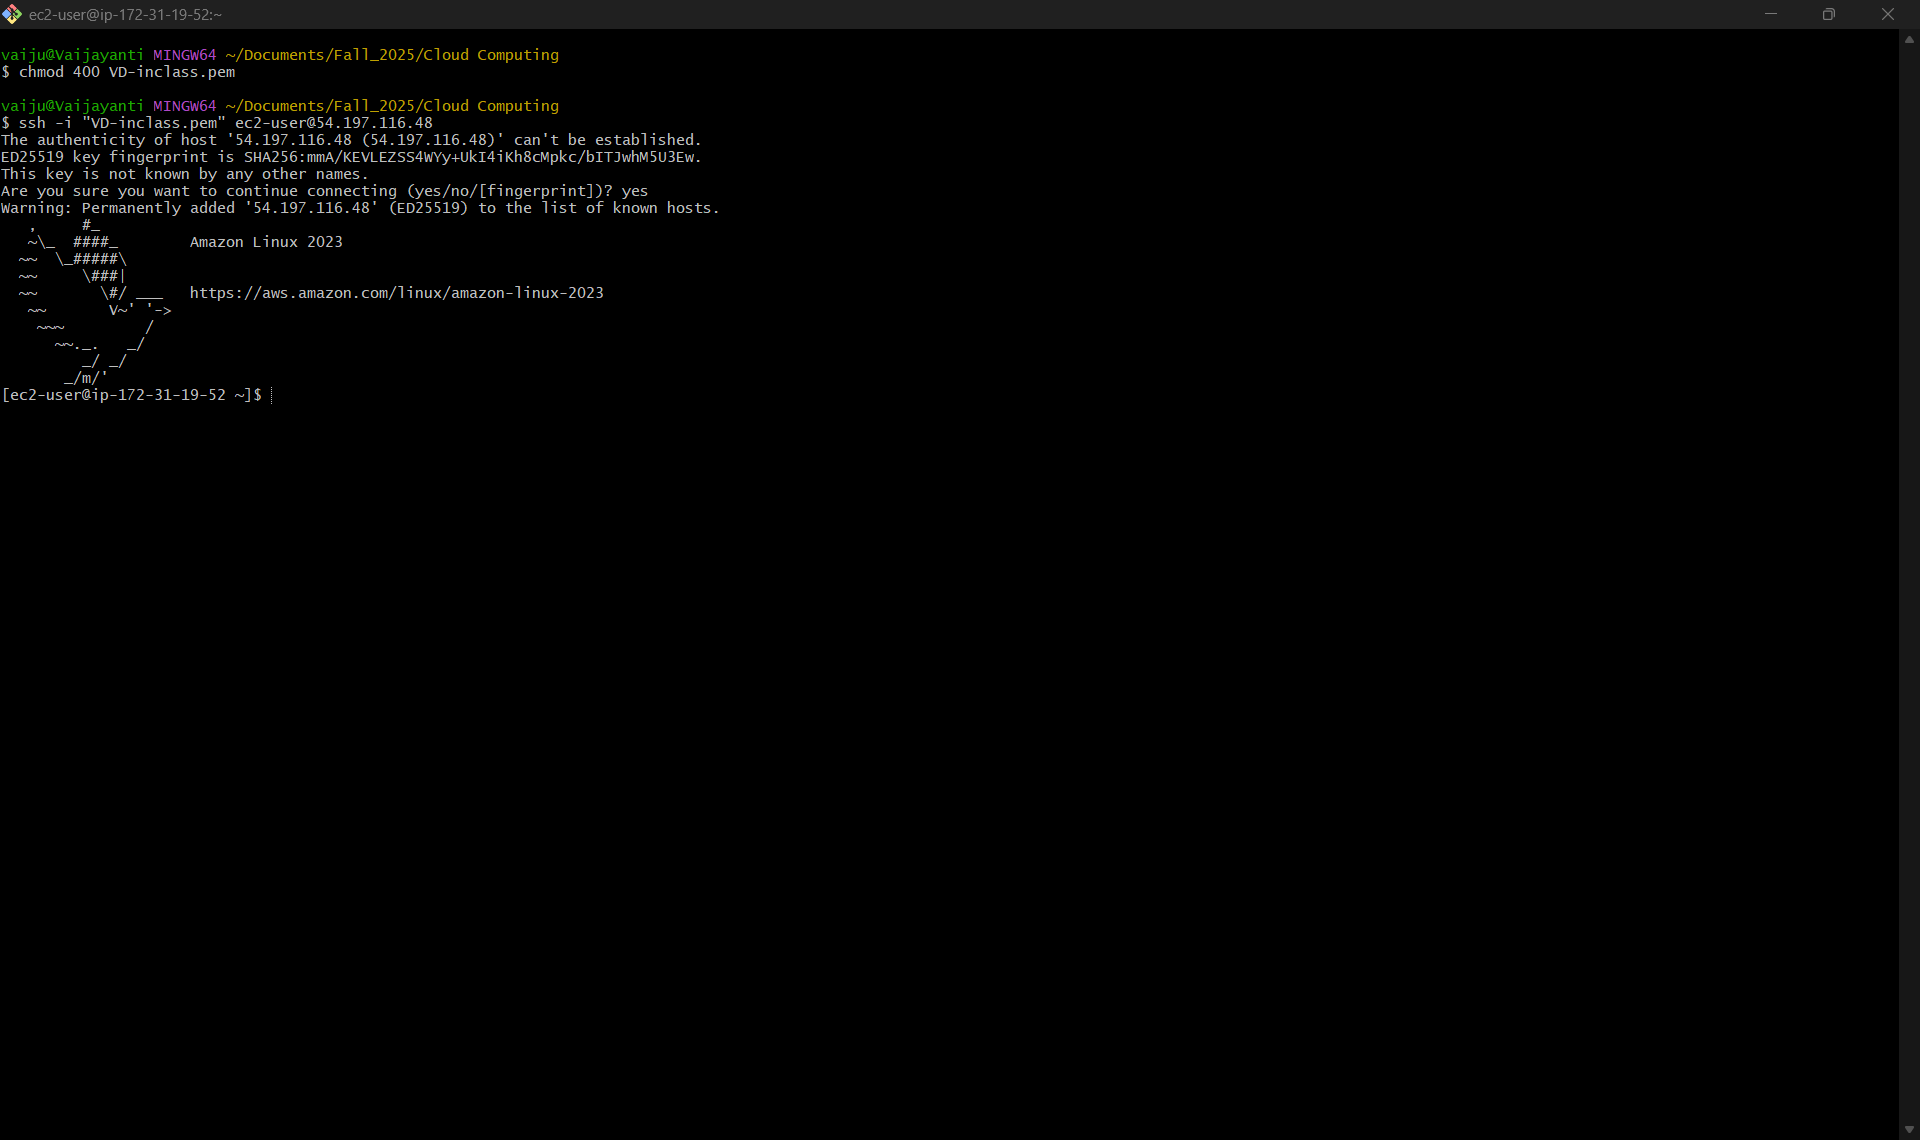 ec2-user@ip-172-31-19-52:~
vaiju@Vaijayanti MINGW64 ~/Documents/Fall_2025/Cloud Computing
$ chmod 400 VD-inclass.pem
vaiju@Vaijayanti MINGW64 ~/Documents/Fall_2025/Cloud Computing
$ ssh -i "VD-inclass.pem" ec2-user@54.197.116.48
The authenticity of host '54.197.116.48 (54.197.116.48)' can't be established.
ED25519 key fingerprint is SHA256:mmA/KEVLEZSS4WYy+UkI4iKh8cMpkc/bITJwhM5U3Ew.
This key is not known by any other names.
Are you sure you want to continue connecting (yes/no/[fingerprint])? yes
Warning: Permanently added '54.197.116.48' (ED25519) to the list of known hosts.
   ,     #_
   ~\_  ####_        Amazon Linux 2023
  ~~  \_#####\
  ~~     \###|
  ~~       \#/ ___   https://aws.amazon.com/linux/amazon-linux-2023
   ~~       V~' '->
    ~~~         /
      ~~._.   _/
         _/ _/
       _/m/'
[ec2-user@ip-172-31-19-52 ~]$